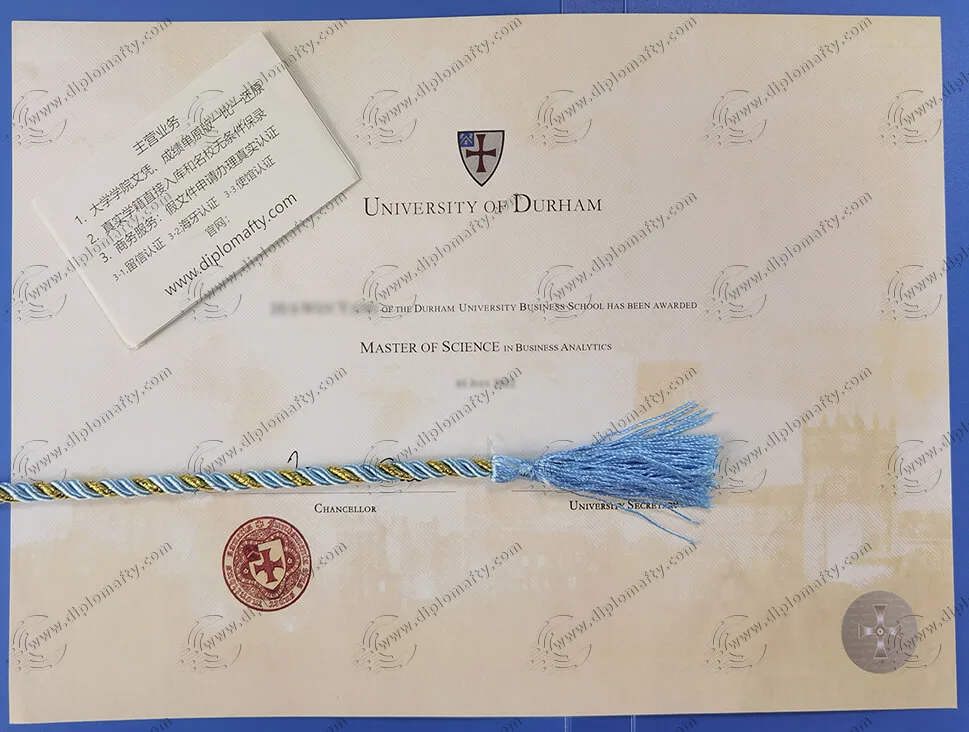 主营业务
1、大学学院文凭、成绩单原版一比一还原
2、真实学籍直接入库和名校无条件保录
3、商务服务：假文件申请办理真实认证
3-1.留信认证 3-2.海牙认证 3-3.使馆认证
官网：
www.diplomafty.com
UNIVERSITY OF DURHAM
OF THE DURHAM UNIVERSITY BUSINESS SCHOOL HAS BEEN AWARDED
MASTER OF SCIENCE IN BUSINESS ANALYTICS
CHANCELLOR
UNIVERSITY SECRETARY
www.diplomafty.com